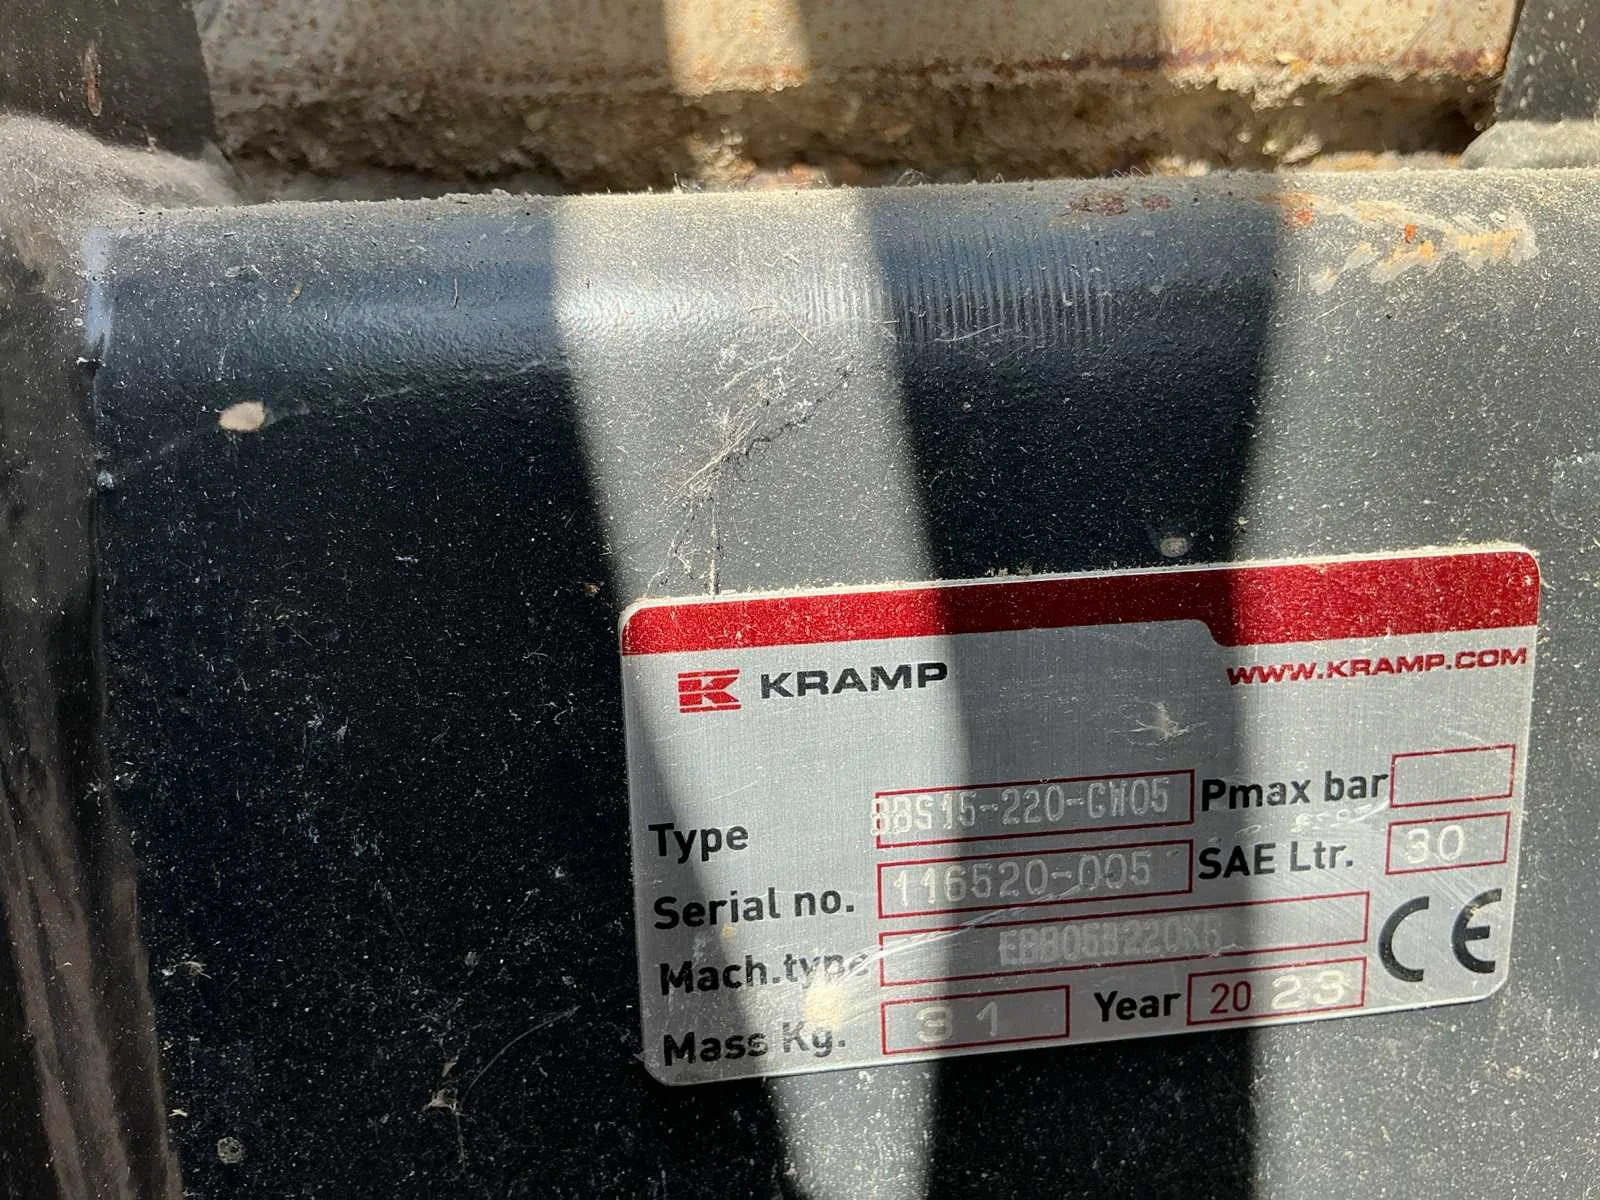 KRAMP
WWW.KRAMP.COM
Type BBS15-220-GW05 Pmax bar
Serial no. 116520-005 SAE Ltr. 30
Mach.type
Mass Kg. 31 Year 2023
CE